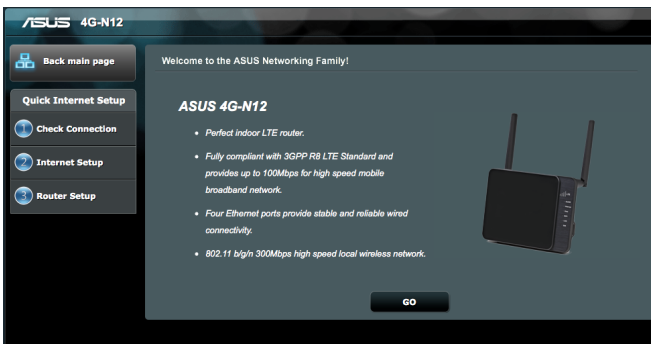 ASUS 4G-N12
Back main page
Quick Internet Setup
1 Check Connection
2 Internet Setup
3 Router Setup
Welcome to the ASUS Networking Family!
ASUS 4G-N12
• Perfect indoor LTE router.
• Fully compliant with 3GPP R8 LTE Standard and
provides up to 100Mbps for high speed mobile
broadband network.
• Four Ethernet ports provide stable and reliable wired
connectivity.
• 802.11 b/g/n 300Mbps high speed local wireless network.
GO